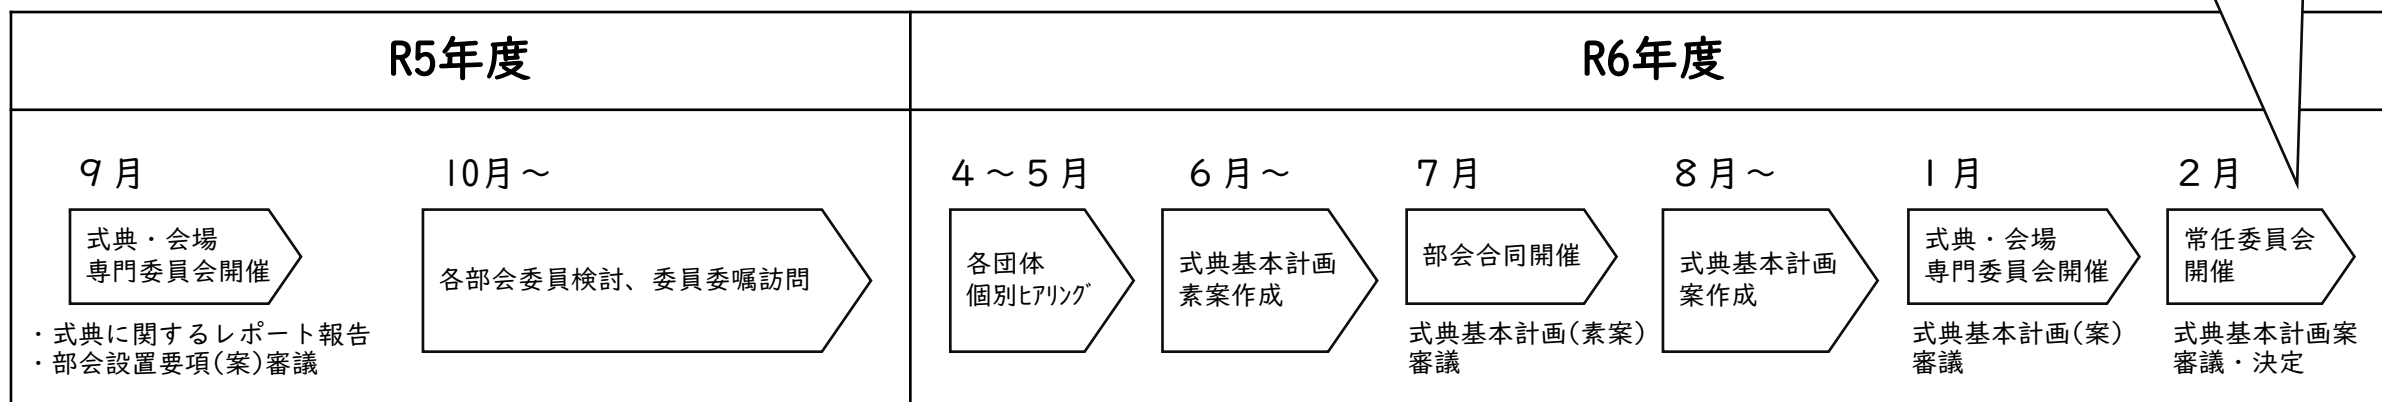 R5年度
R6年度
9月
10月～
4～5月
6月～
7月
8月～
1月
2月
式典・会場
専門委員会開催
各部会委員検討、委員委嘱訪問
各団体
個別ﾋｱﾘﾝｸﾞ
式典基本計画
素案作成
部会合同開催
式典基本計画
案作成
式典・会場
専門委員会開催
常任委員会
開催
・式典に関するレポート報告
・部会設置要項(案)審議
式典基本計画(素案)
審議
式典基本計画(案)
審議
式典基本計画案
審議・決定